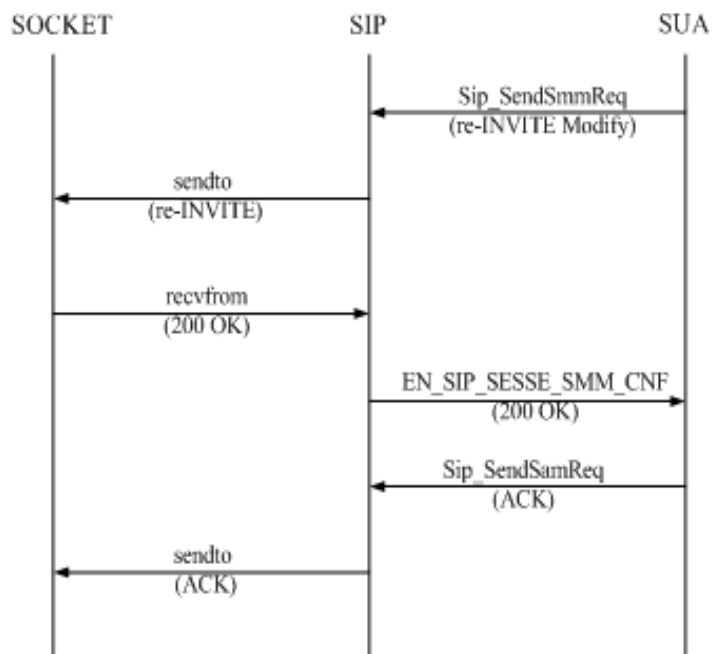 SOCKET SIP SUA
Sip_SendSmmReq
(re-INVITE Modify)
sendto
(re-INVITE)
recvfrom
(200 OK)
EN_SIP_SESSE_SMM_CNF
(200 OK)
Sip_SendSamReq
(ACK)
sendto
(ACK)